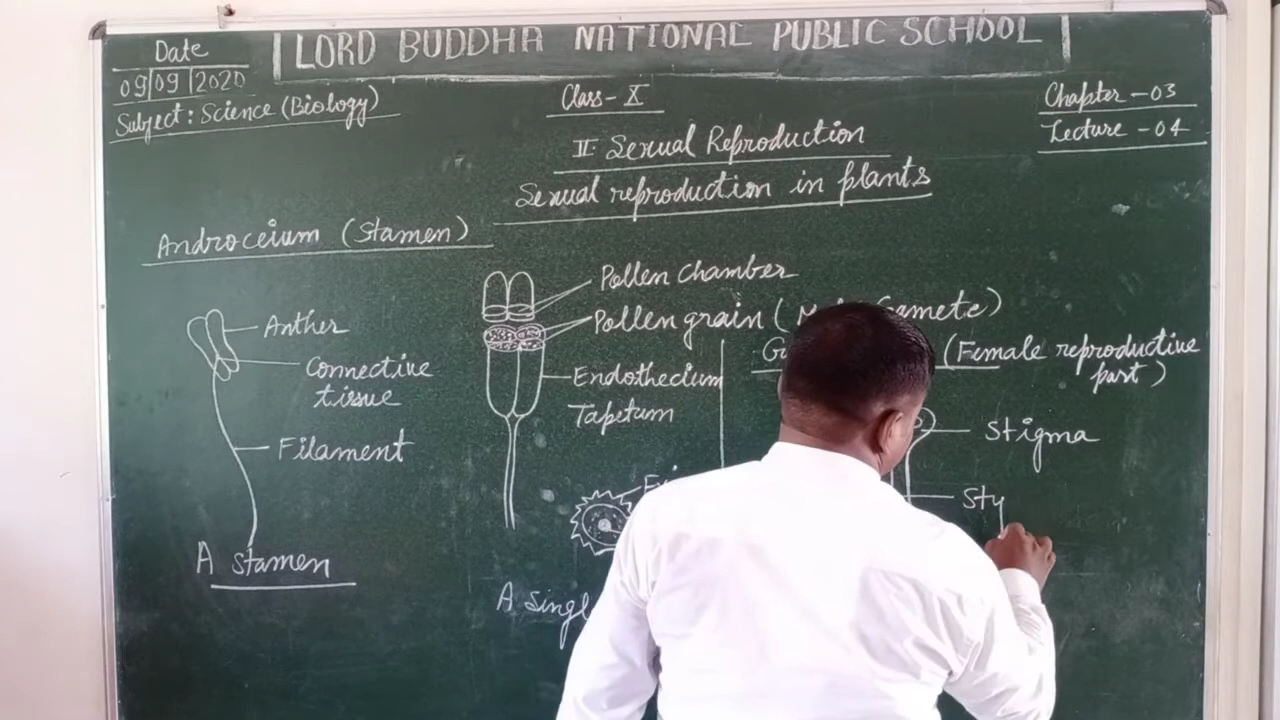 LORD BUDDHA NATIONAL PUBLIC SCHOOL
Date
09/09/2020
Subject: Science (Biology)
Class - X
Chapter - 03
Lecture - 04
II. Sexual Reproduction
Sexual reproduction in plants
Androceium (Stamen)
Anther
Connective
tissue
Filament
A stamen
Pollen chamber
Pollen grain (
Gamete)
Endothecium
Tapetum
A
(Female reproductive
part)
Stigma
Sty